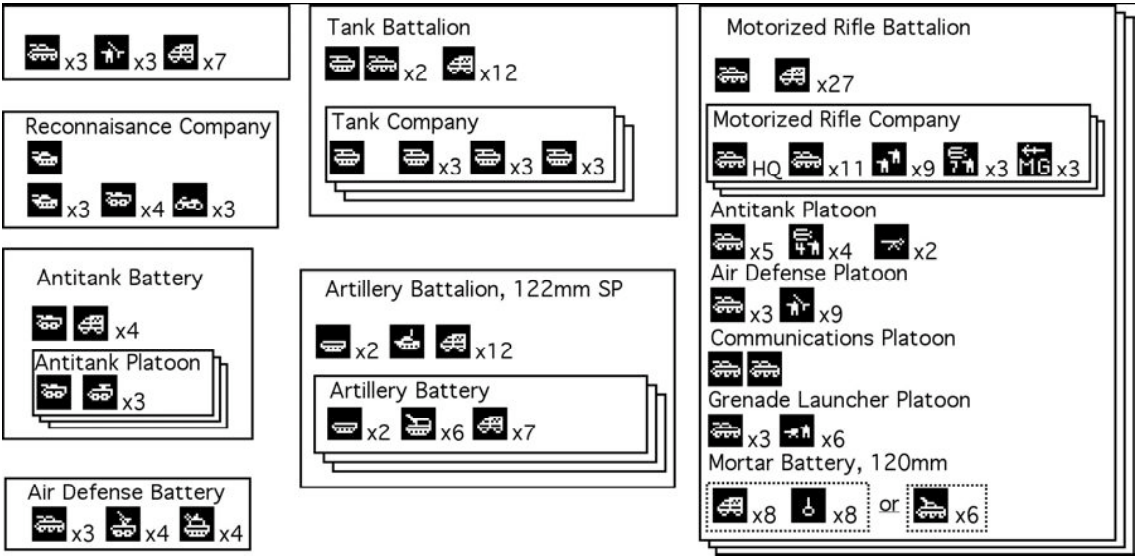 x3 x3 x7
Reconnaisance Company
x3 x4 x3
Antitank Battery
x4
Antitank Platoon
x3
Air Defense Battery
x3 x4 x4
Tank Battalion
x2 x12
Tank Company
x3 x3 x3
Artillery Battalion, 122mm SP
x2 x12
Artillery Battery
x2 x6 x7
Motorized Rifle Battalion
x27
Motorized Rifle Company
HQ x11 x9 7 x3 MG x3
Antitank Platoon
x5 4 x4 x2
Air Defense Platoon
x3 x9
Communications Platoon
Grenade Launcher Platoon
x3 x6
Mortar Battery, 120mm
x8 x8 or x6